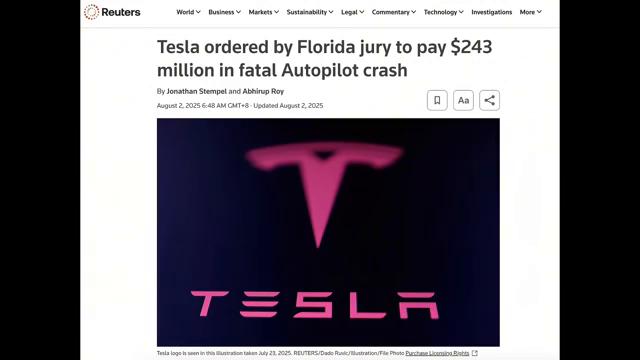 Reuters
World Business Markets Sustainability Legal Commentary Technology Investigations More
Tesla ordered by Florida jury to pay $243
million in fatal Autopilot crash
By Jonathan Stempel and Abhirup Roy
August 2, 2025 6:48 AM GMT+8 · Updated August 2, 2025
Aa
TESLA
Tesla logo is seen in this illustration taken July 23, 2025. REUTERS/Dado Ruvic/Illustration/File Photo Purchase Licensing Rights